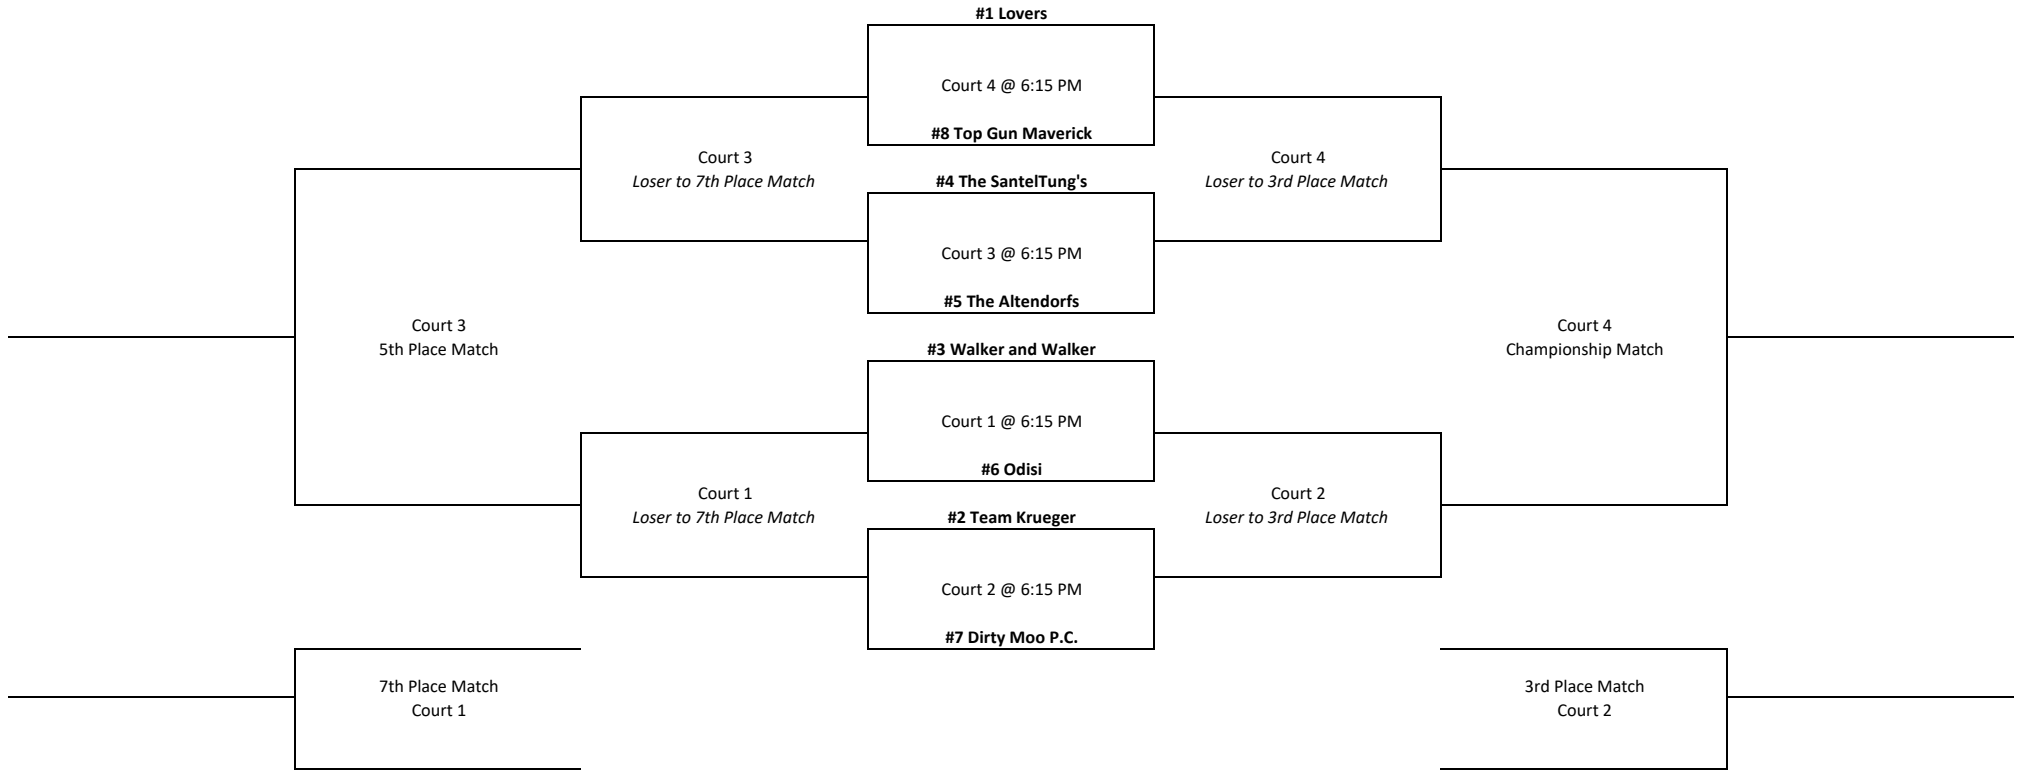 #1 Lovers
Court 4 @ 6:15 PM
#8 Top Gun Maverick
Court 3
Loser to 7th Place Match
Court 4
Loser to 3rd Place Match
#4 The SantelTung's
Court 3 @ 6:15 PM
#5 The Altendorfs
Court 3
5th Place Match
Court 4
Championship Match
#3 Walker and Walker
Court 1 @ 6:15 PM
#6 Odisi
Court 1
Loser to 7th Place Match
Court 2
Loser to 3rd Place Match
#2 Team Krueger
Court 2 @ 6:15 PM
#7 Dirty Moo P.C.
7th Place Match
Court 1
3rd Place Match
Court 2